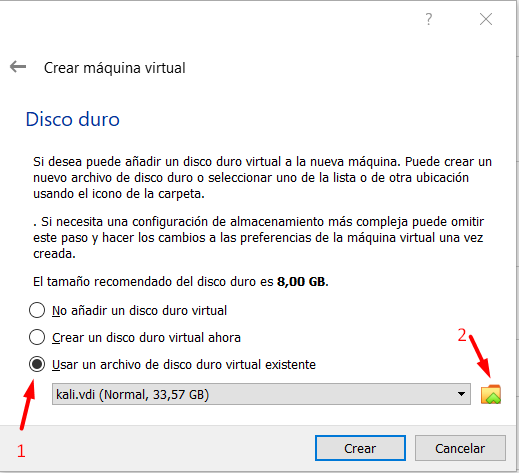 ?
Crear máquina virtual
Disco duro
Si desea puede añadir un disco duro virtual a la nueva máquina. Puede crear un
nuevo archivo de disco duro o seleccionar uno de la lista o de otra ubicación
usando el icono de la carpeta.
. Si necesita una configuración de almacenamiento más compleja puede omitir
este paso y hacer los cambios a las preferencias de la máquina virtual una vez
creada.
El tamaño recomendado del disco duro es 8,00 GB.
No añadir un disco duro virtual
Crear un disco duro virtual ahora
2
Usar un archivo de disco duro virtual existente
kali.vdi (Normal, 33,57 GB)
1
Crear
Cancelar